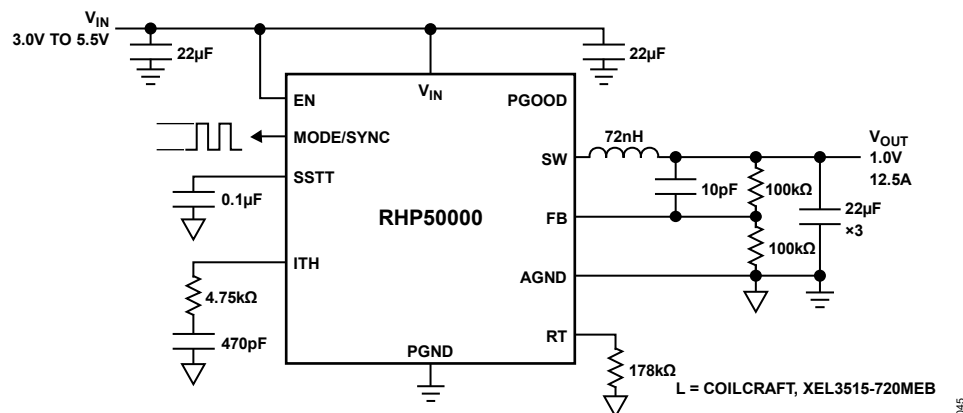 VIN
3.0V TO 5.5V
22µF
22µF
VIN
EN
PGOOD
MODE/SYNC
72nH
SW
VOUT
1.0V
12.5A
SSTT
0.1µF
10pF
100kΩ
RHP50000
FB
22µF
×3
100kΩ
ITH
AGND
4.75kΩ
470pF
RT
PGND
178kΩ
L = COILCRAFT, XEL3515-720MEB
045